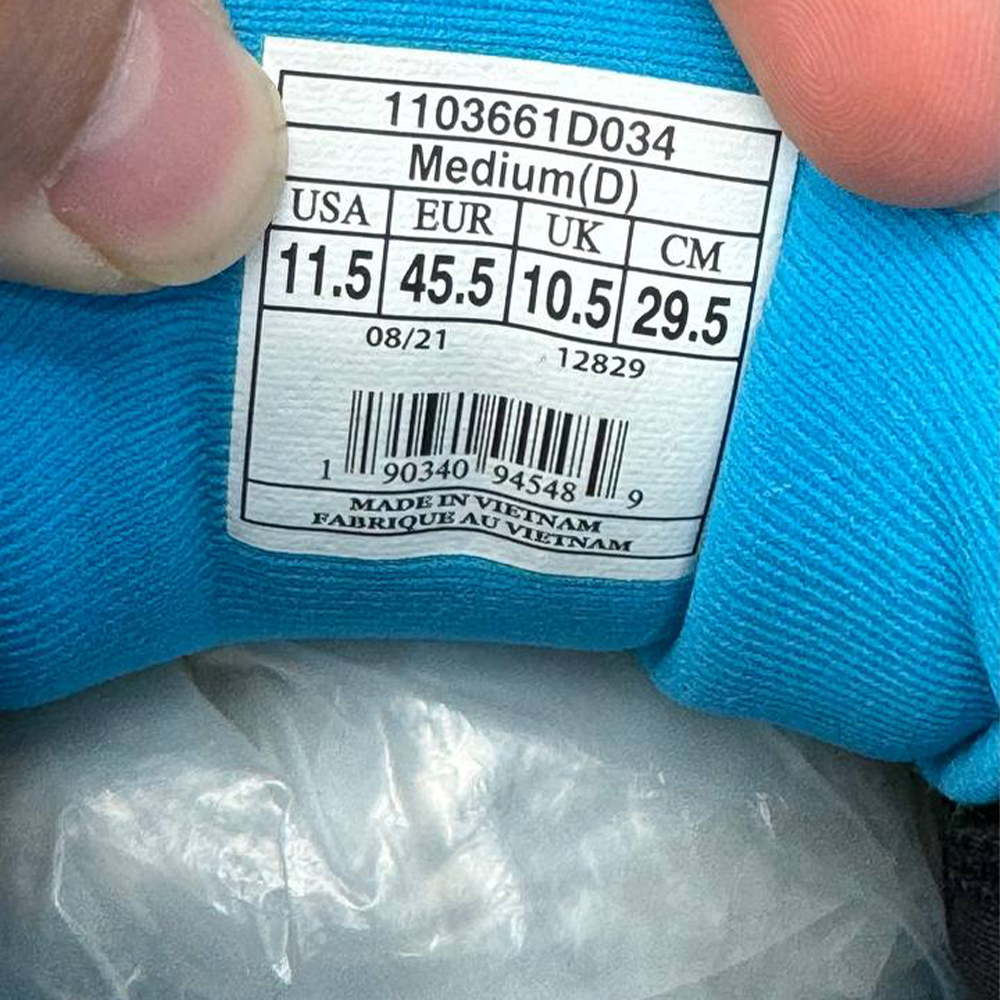 1103661D034
Medium(D)
USA EUR UK CM
11.5 45.5 10.5 29.5
08/21 12829
1 90340 94548 9
MADE IN VIETNAM
FABRIQUE AU VIETNAM